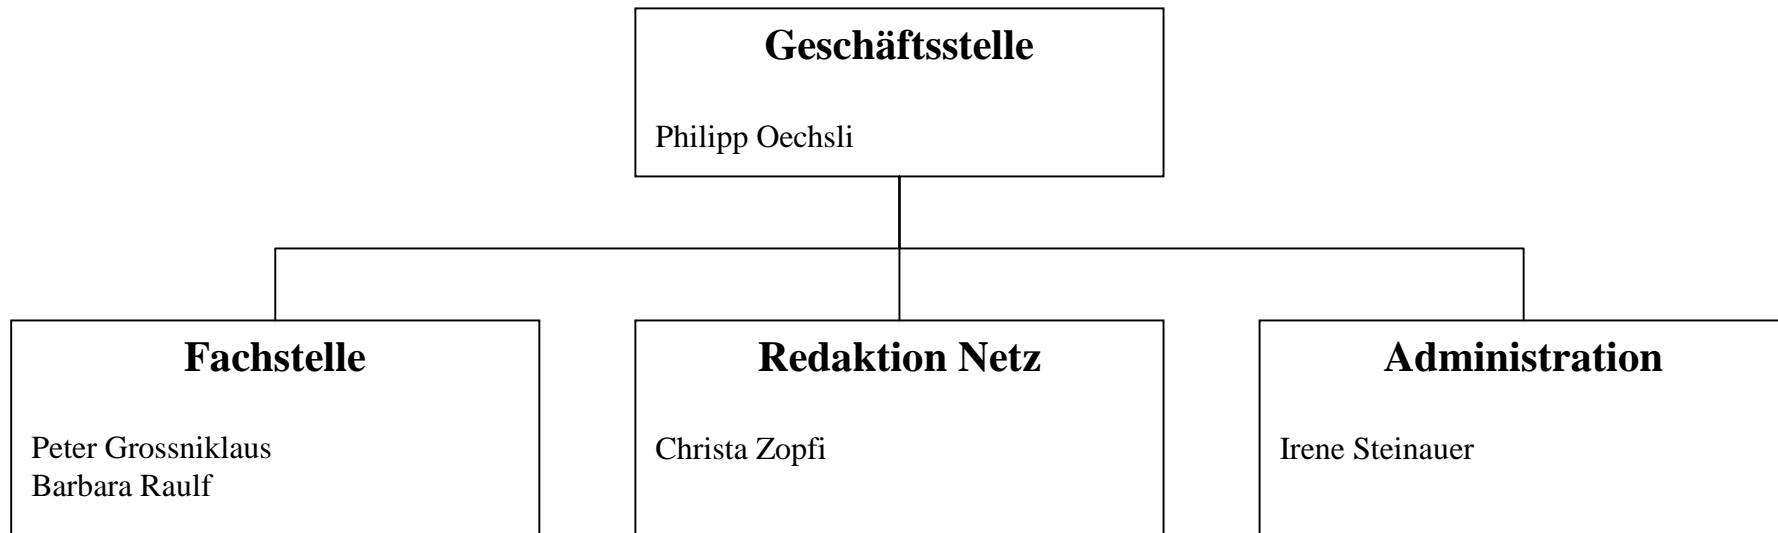 Geschäftsstelle
Philipp Oechsli
Fachstelle
Peter Grossniklaus
Barbara Raulf
Redaktion Netz
Christa Zopfi
Administration
Irene Steinauer